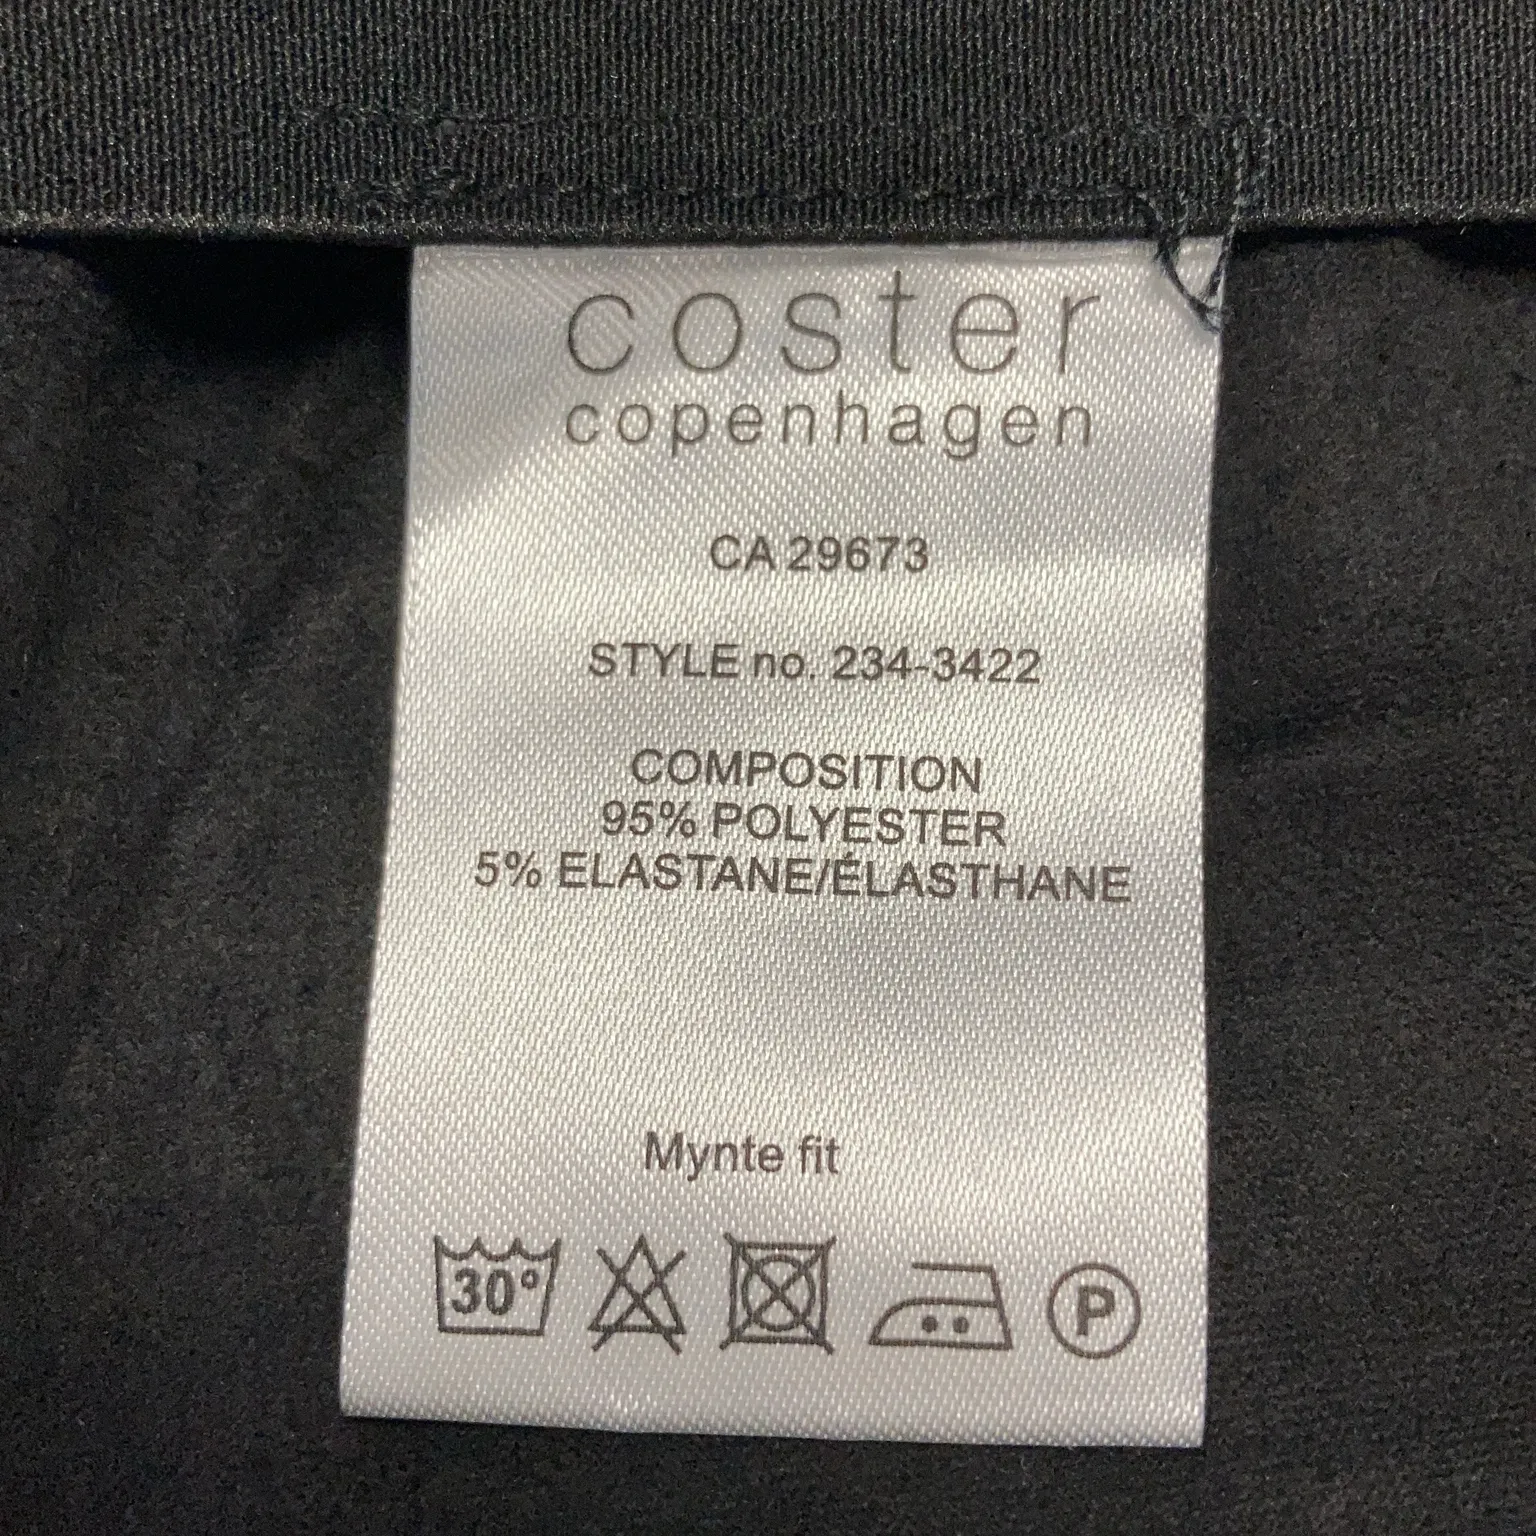 coster
copenhagen
CA 29673
STYLE no. 234-3422
COMPOSITION
95% POLYESTER
5% ELASTANE/ÉLASTHANE
Mynte fit
30°
P